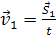 v⃗₁ = S⃗₁/t